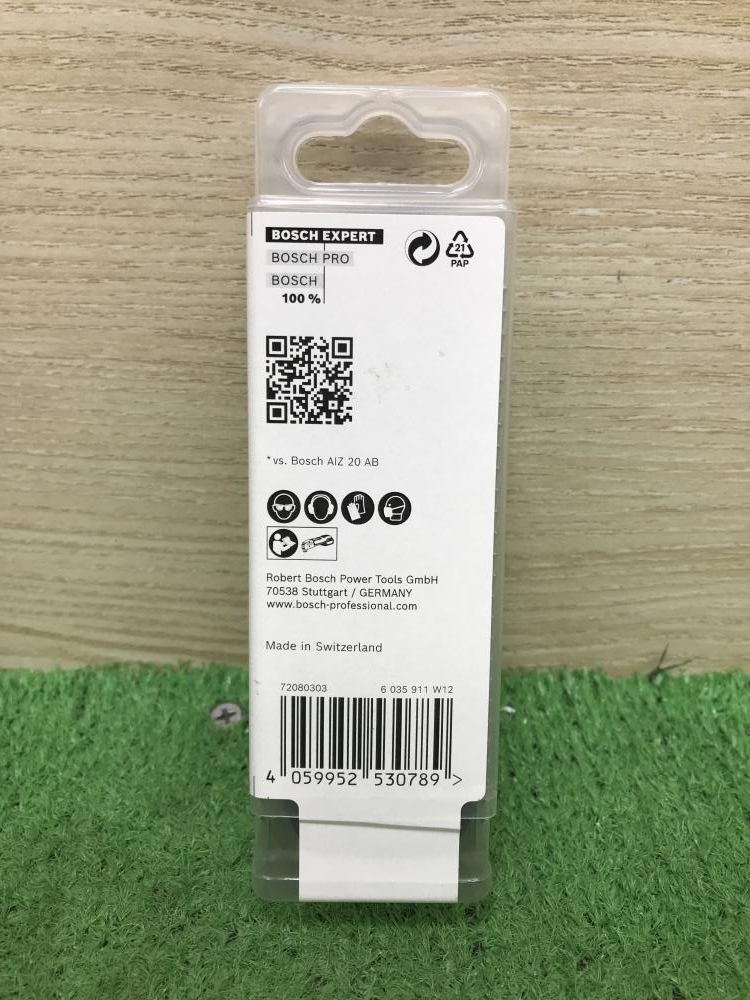 BOSCH EXPERT
BOSCH PRO
BOSCH
100 %
21
PAP
* vs. Bosch AIZ 20 AB
Robert Bosch Power Tools GmbH
70538 Stuttgart / GERMANY
www.bosch-professional.com
Made in Switzerland
72080303 6 035 911 W12
4 059952 530789 >